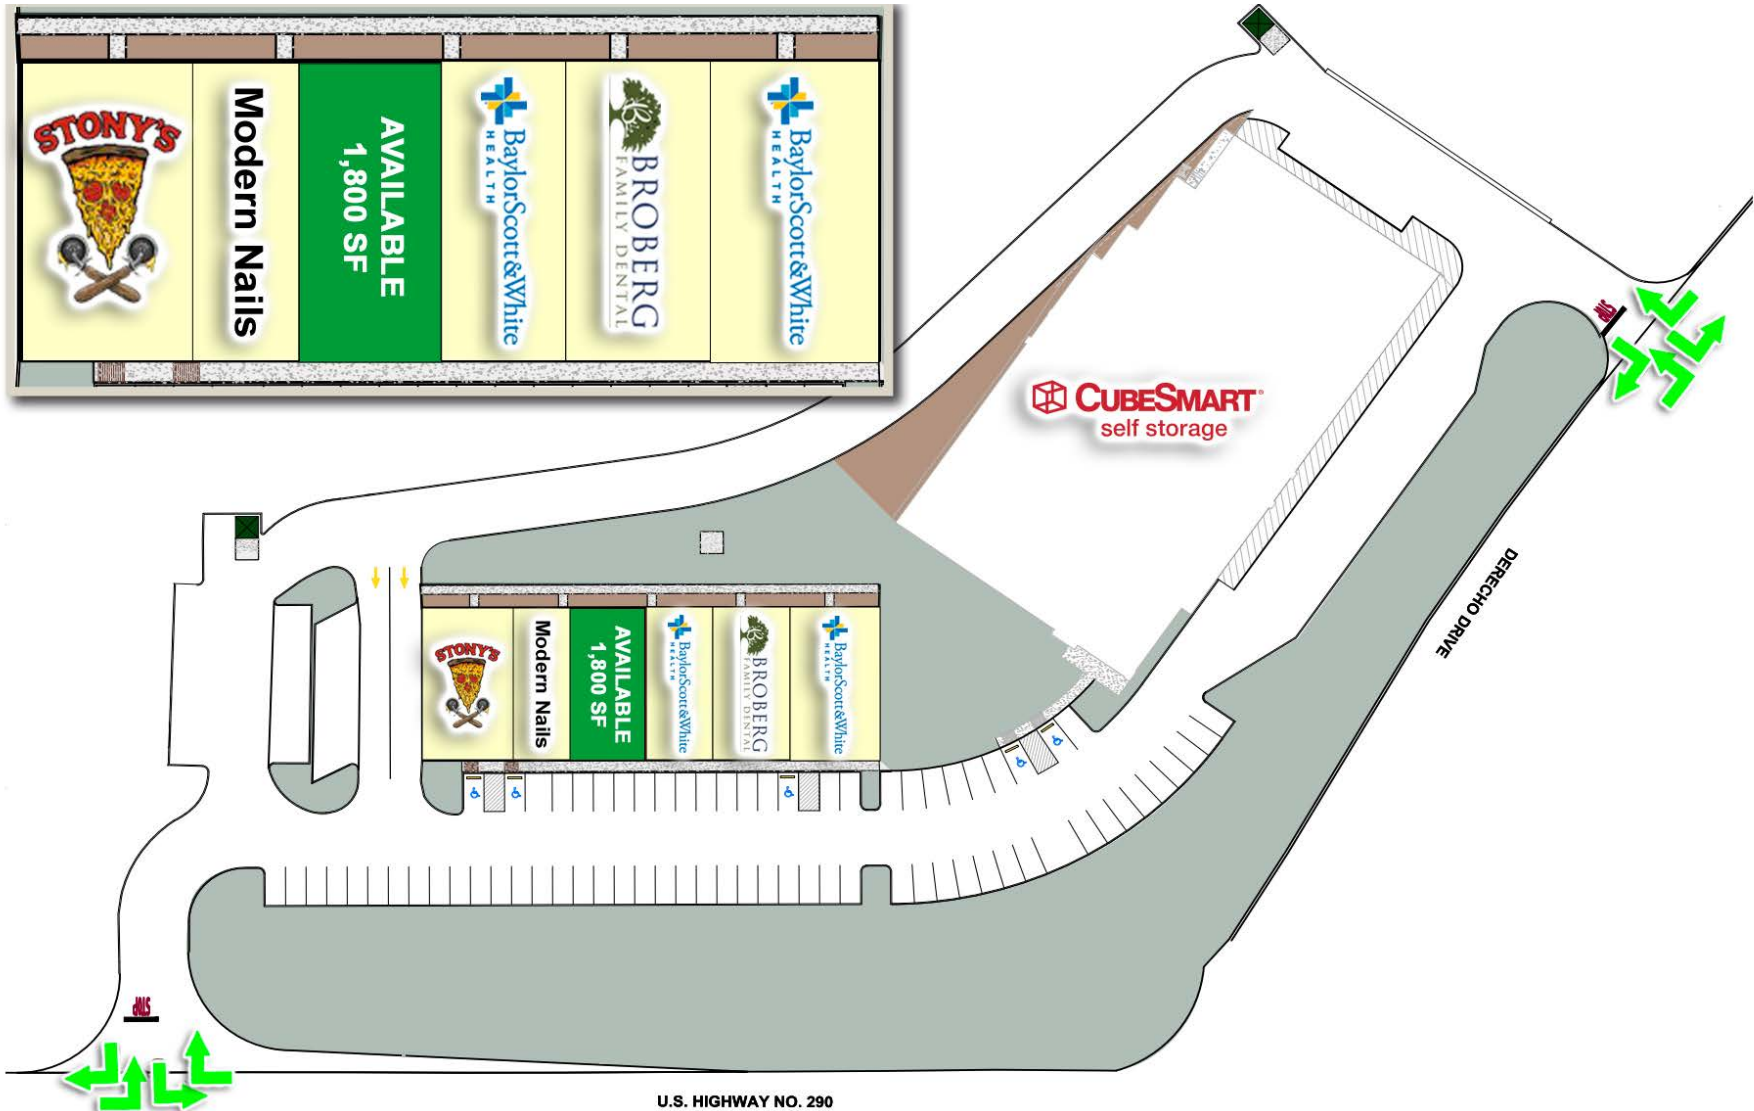 STONY'S
Modern Nails
AVAILABLE
1,800 SF
BaylorScott&White
HEALTH
BROBERG
FAMILY DENTAL
BaylorScott&White
HEALTH
STOP
CUBESMART
self storage
DERECHO DRIVE
STONY'S
Modern Nails
AVAILABLE
1,800 SF
BaylorScott&White
HEALTH
BROBERG
FAMILY DENTAL
BaylorScott&White
HEALTH
STOP
U.S. HIGHWAY NO. 290